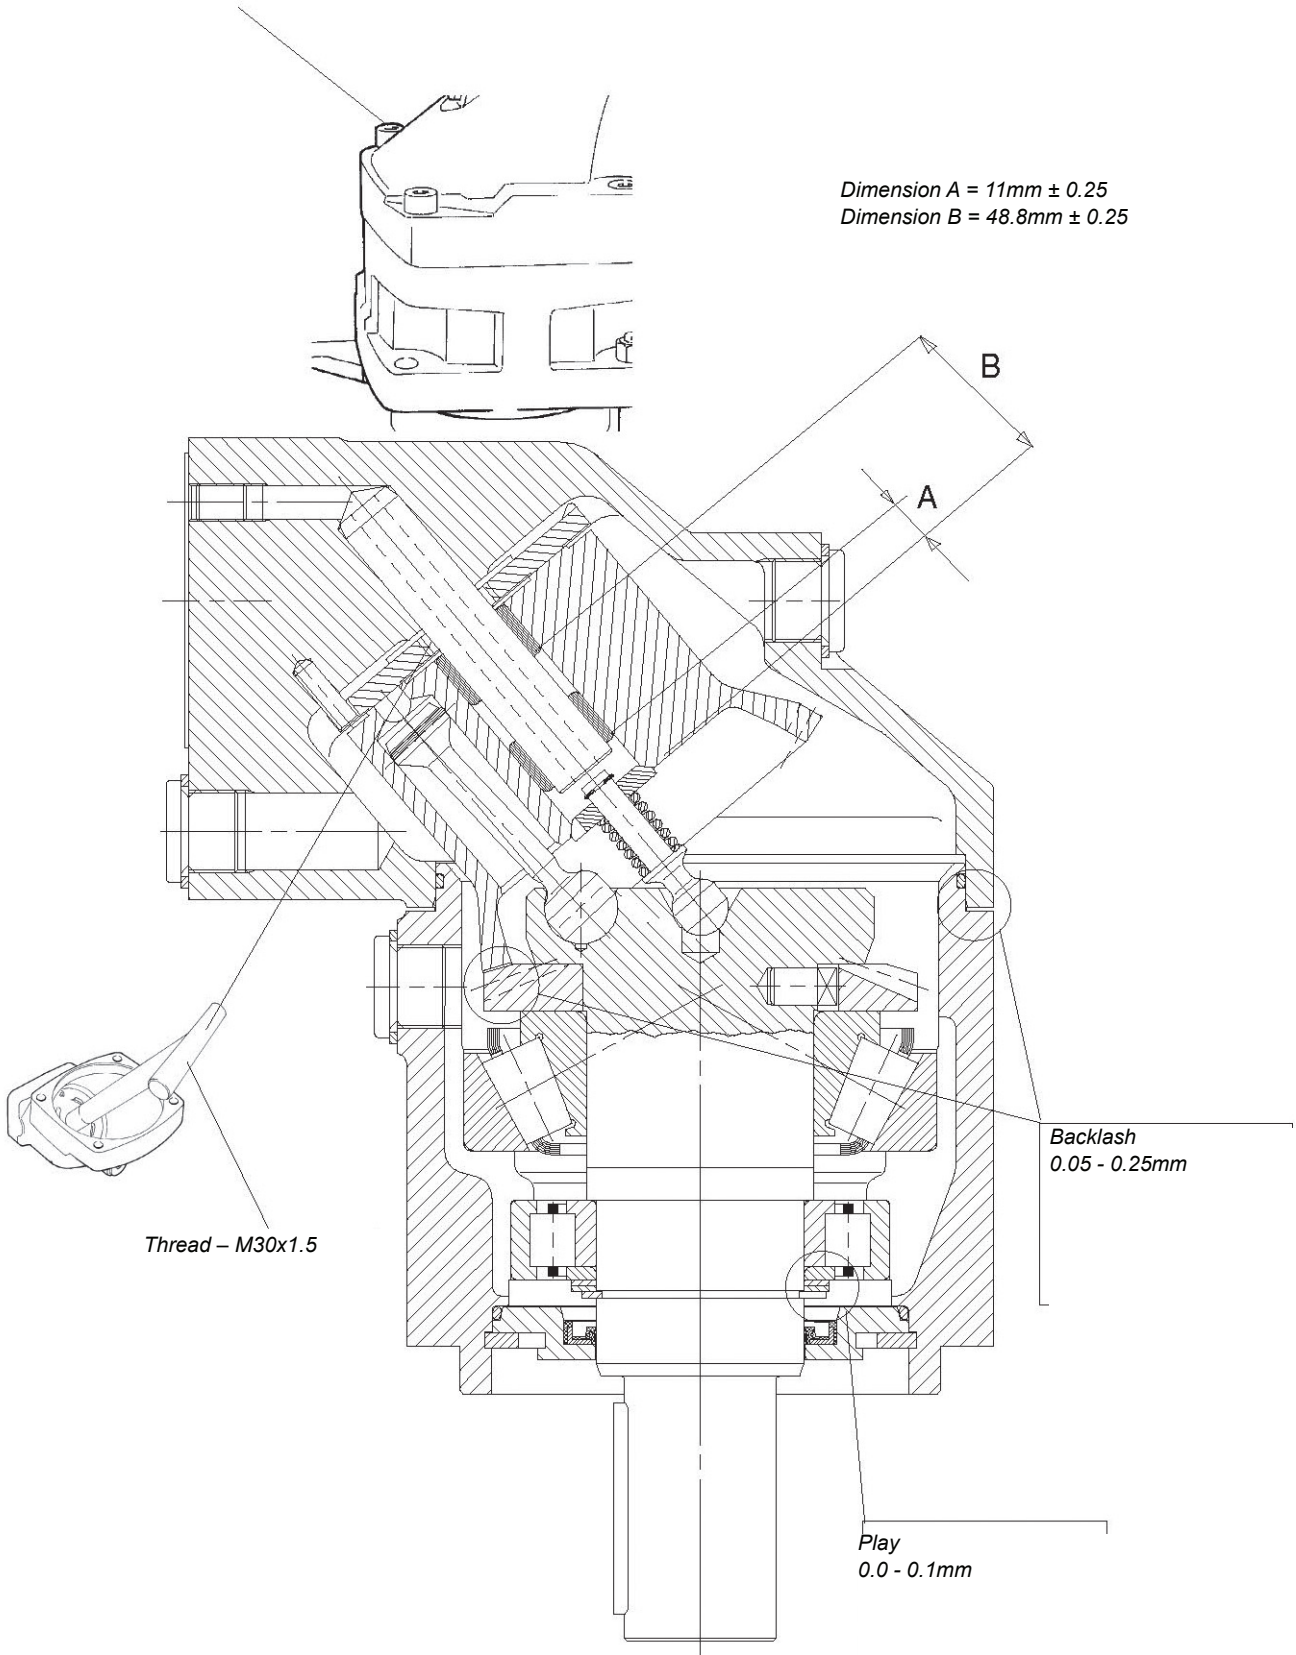 Dimension A = 11mm ± 0.25
Dimension B = 48.8mm ± 0.25
B
A
Backlash
0.05 - 0.25mm
Thread – M30x1.5
Play
0.0 - 0.1mm